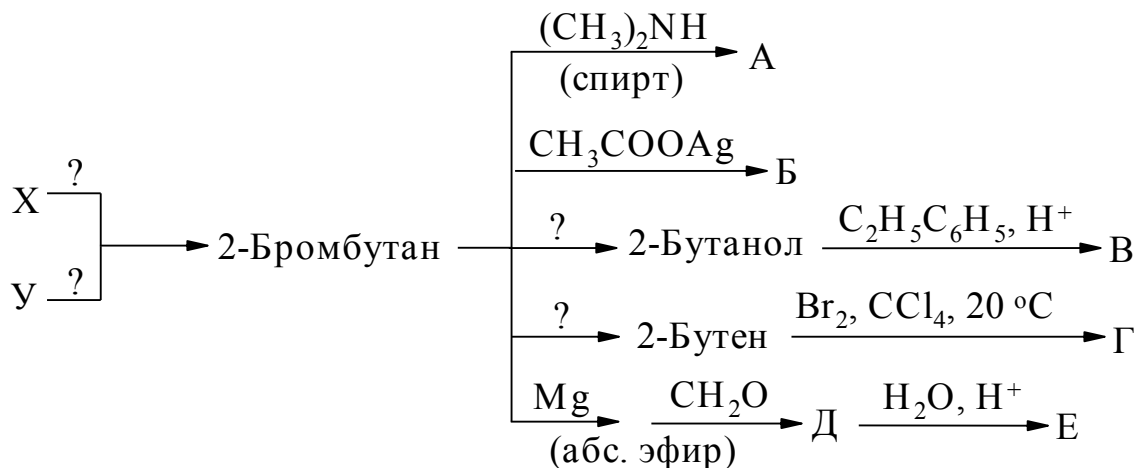 (CH₃)₂NH
(спирт)
А
CH₃COOAg
Б
?
Х
?
У
2-Бромбутан
?
2-Бутанол
C₂H₅C₆H₅, H⁺
В
?
2-Бутен
Br₂, CCl₄, 20 °C
Г
Mg
(абс. эфир)
CH₂O
Д
H₂O, H⁺
Е